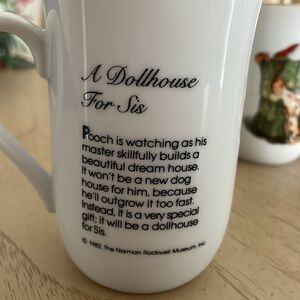 A Dollhouse
For Sis
Pooch is watching as his
master skillfully builds a
beautiful dream house.
It won't be a new dog
house for him, because
he'll outgrow it too fast.
Instead, it is a very special
gift; it will be a dollhouse
for Sis.
© 1982, The Norman Rockwell Museum, Inc.